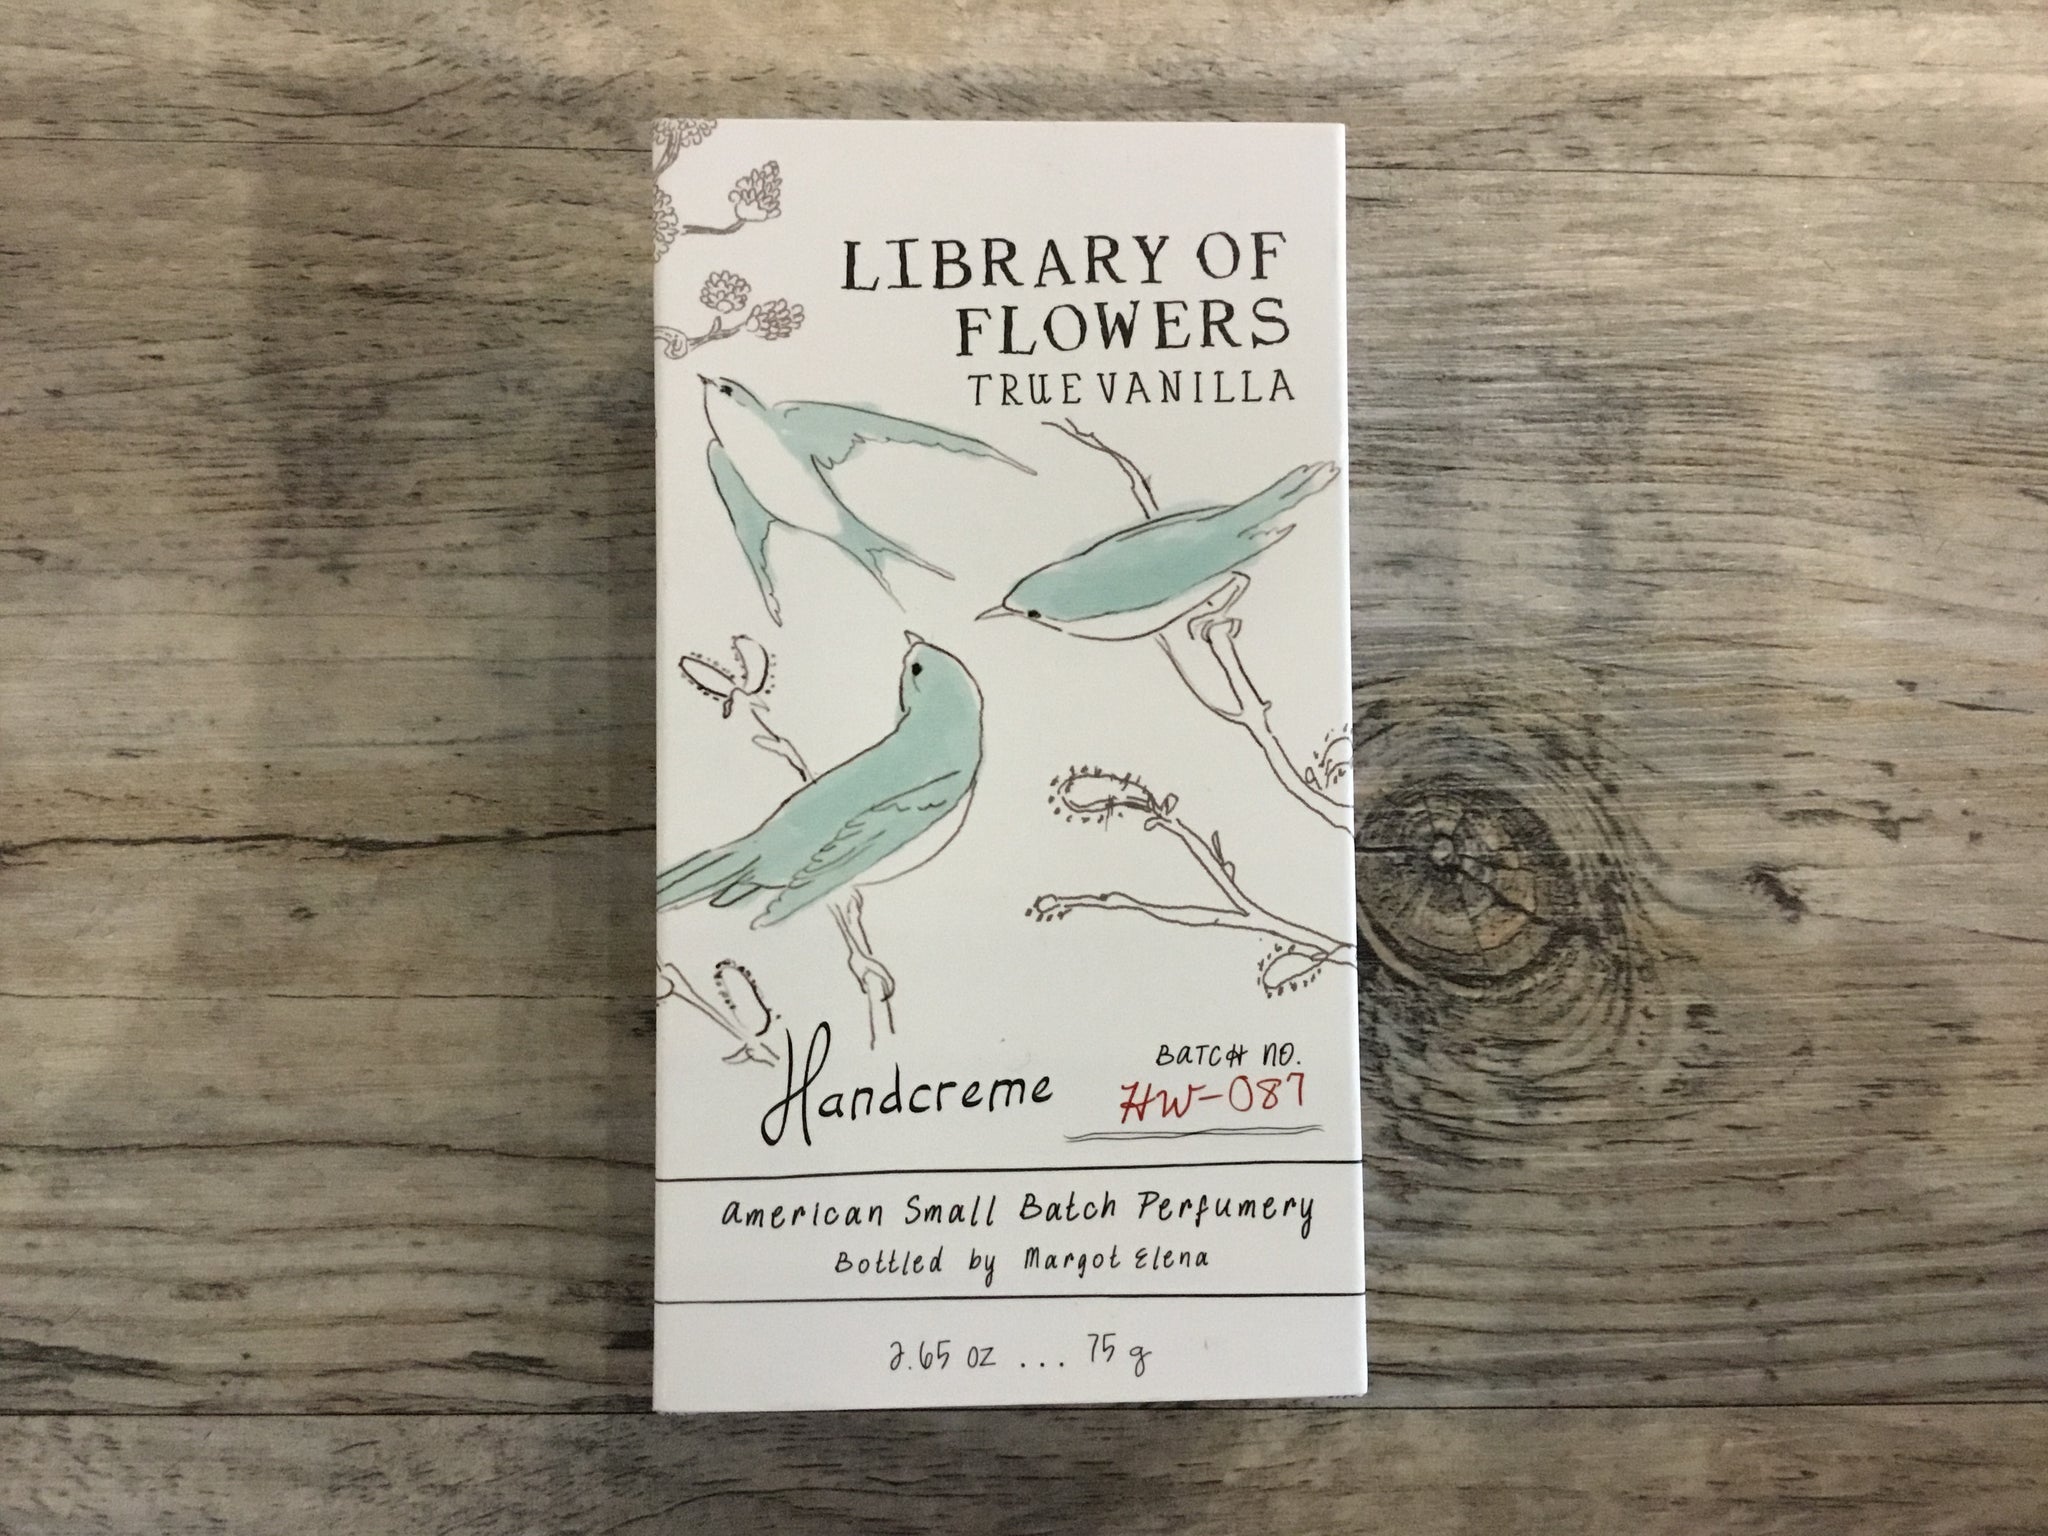 LIBRARY OF
FLOWERS
TRUE VANILLA
Handcreme
BATCH NO.
HW-087
American Small Batch Perfumery
Bottled by Margot Elena
2.65 oz ... 75 g